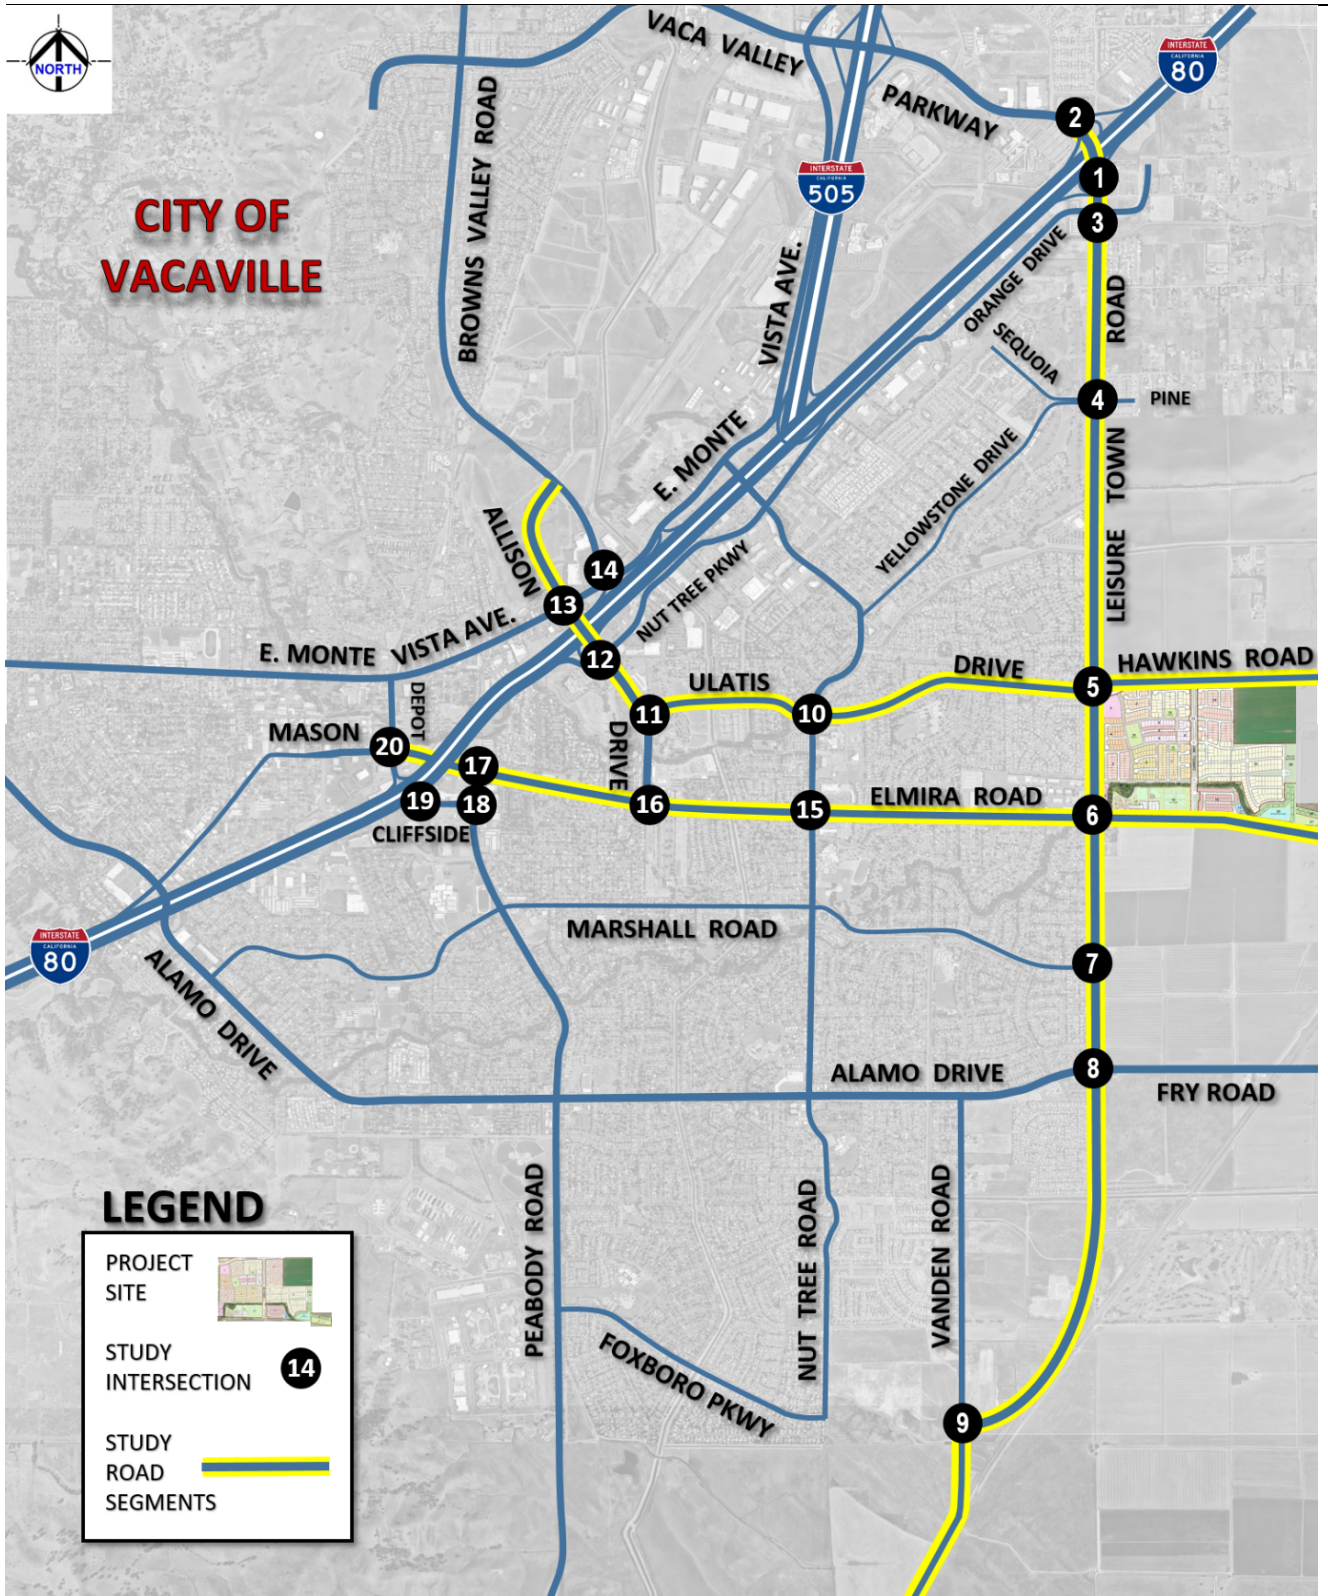 VACA VALLEY
PARKWAY
INTERSTATE
CALIFORNIA
80
NORTH
2
1
3
INTERSTATE
CALIFORNIA
505
CITY OF
VACAVILLE
BROWNS VALLEY ROAD
VISTA AVE.
ORANGE DRIVE
ROAD
SEQUOIA
4
PINE
E. MONTE
YELLOWSTONE DRIVE
TOWN
ALLISON
14
13
NUT TREE PKWY
LEISURE
E. MONTE VISTA AVE.
12
DRIVE
HAWKINS ROAD
ULATIS
5
DEPOT
11
10
MASON
20
DRIVE
17
19
18
16
15
ELMIRA ROAD
6
CLIFFSIDE
MARSHALL ROAD
INTERSTATE
CALIFORNIA
80
7
ALAMO DRIVE
ALAMO DRIVE
8
FRY ROAD
PEABODY ROAD
NUT TREE ROAD
VANDEN ROAD
FOXBORO PKWY
9
LEGEND
PROJECT
SITE
STUDY
INTERSECTION
14
STUDY
ROAD
SEGMENTS